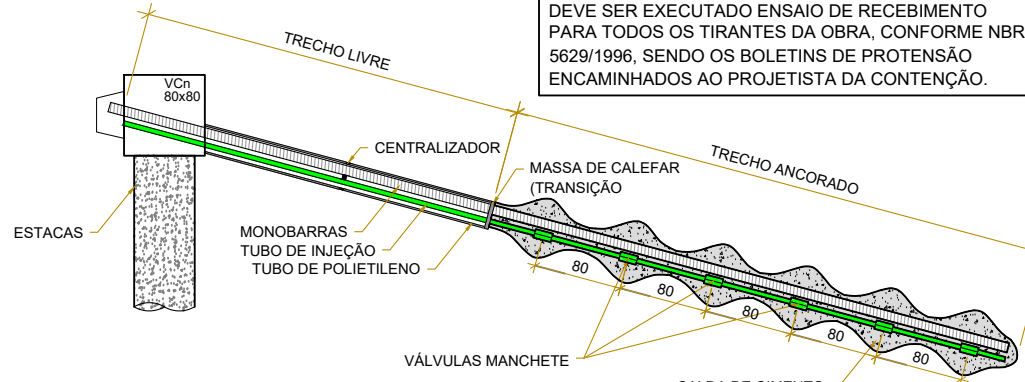 DEVE SER EXECUTADO ENSAIO DE RECEBIMENTO
PARA TODOS OS TIRANTES DA OBRA, CONFORME NBR
5629/1996, SENDO OS BOLETINS DE PROTENSÃO
ENCAMINHADOS AO PROJETISTA DA CONTENÇÃO.
TRECHO LIVRE
VCn
80x80
CENTRALIZADOR
TRECHO ANCORADO
MASSA DE CALEFAR
(TRANSIÇÃO
ESTACAS
MONOBARRAS
TUBO DE INJEÇÃO
TUBO DE POLIETILENO
80
80
80
80
80
VÁLVULAS MANCHETE